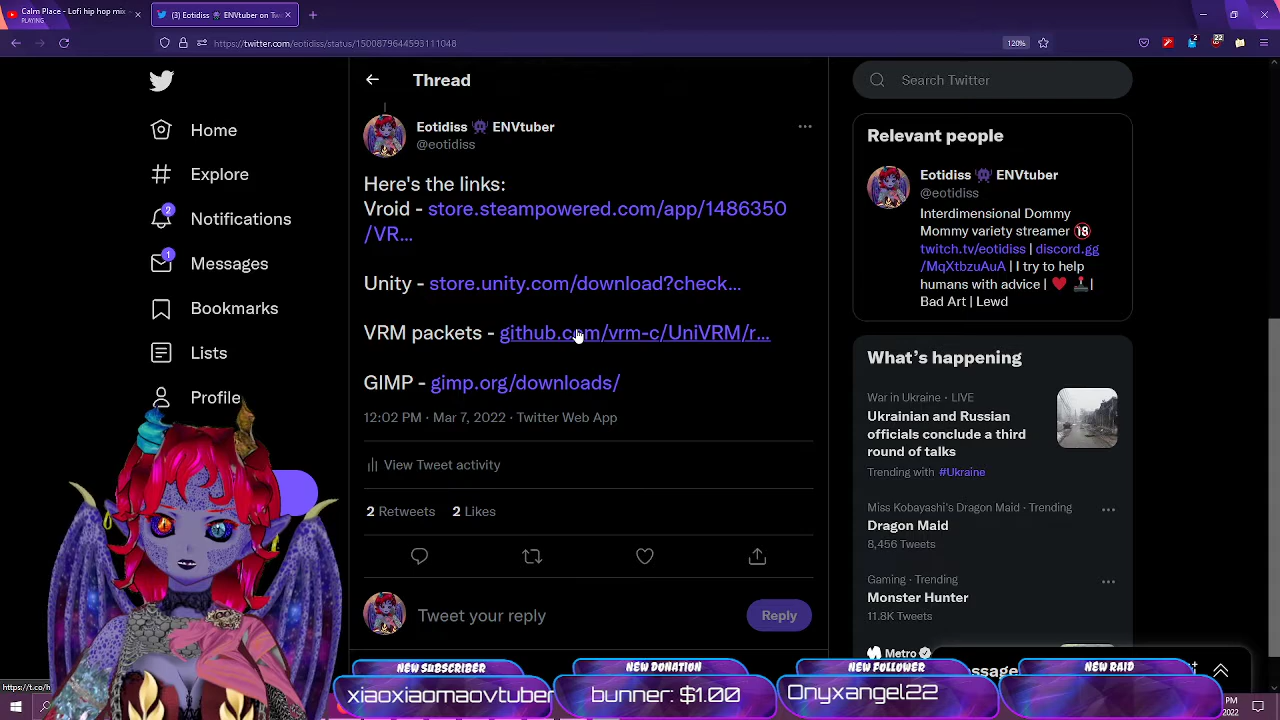 Calm Place - Lofi hip hop mix
PLAYING
(3) Eotidiss 👾 ENVtuber on Tw
https://twitter.com/eotidiss/status/1500879644593111048
120%
Home
Explore
2
Notifications
1
Messages
Bookmarks
Lists
Profile
Thread
Eotidiss 👾 ENVtuber
@eotidiss
Here's the links:
Vroid - store.steampowered.com/app/1486350
/VR...
Unity - store.unity.com/download?check...
VRM packets - github.com/vrm-c/UniVRM/r...
GIMP - gimp.org/downloads/
12:02 PM · Mar 7, 2022 · Twitter Web App
View Tweet activity
2 Retweets 2 Likes
Tweet your reply
Reply
Search Twitter
Relevant people
Eotidiss 👾 ENVtuber
@eotidiss
Interdimensional Dommy
Mommy variety streamer 🔞
twitch.tv/eotidiss | discord.gg
/MqXtbzuAuA | I try to help
humans with advice | ♥️ 🕹️|
Bad Art | Lewd
What's happening
War in Ukraine · LIVE
Ukrainian and Russian
officials conclude a third
round of talks
Trending with #Ukraine
Miss Kobayashi's Dragon Maid · Trending
Dragon Maid
8,456 Tweets
Gaming · Trending
Monster Hunter
11.8K Tweets
Metro
NEW SUBSCRIBER
xiaoxiaomaovtuber
NEW DONATION
bunner: $1.00
NEW FOLLOWER
Onyxangel22
NEW RAID